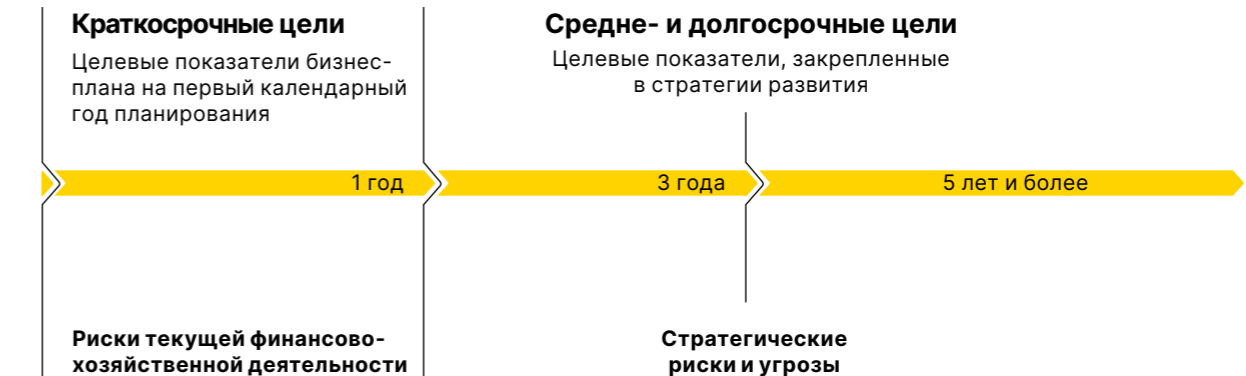 Краткосрочные цели
Целевые показатели бизнес-
плана на первый календарный
год планирования
Средне- и долгосрочные цели
Целевые показатели, закрепленные
в стратегии развития
1 год
3 года
5 лет и более
Риски текущей финансово-
хозяйственной деятельности
Стратегические
риски и угрозы